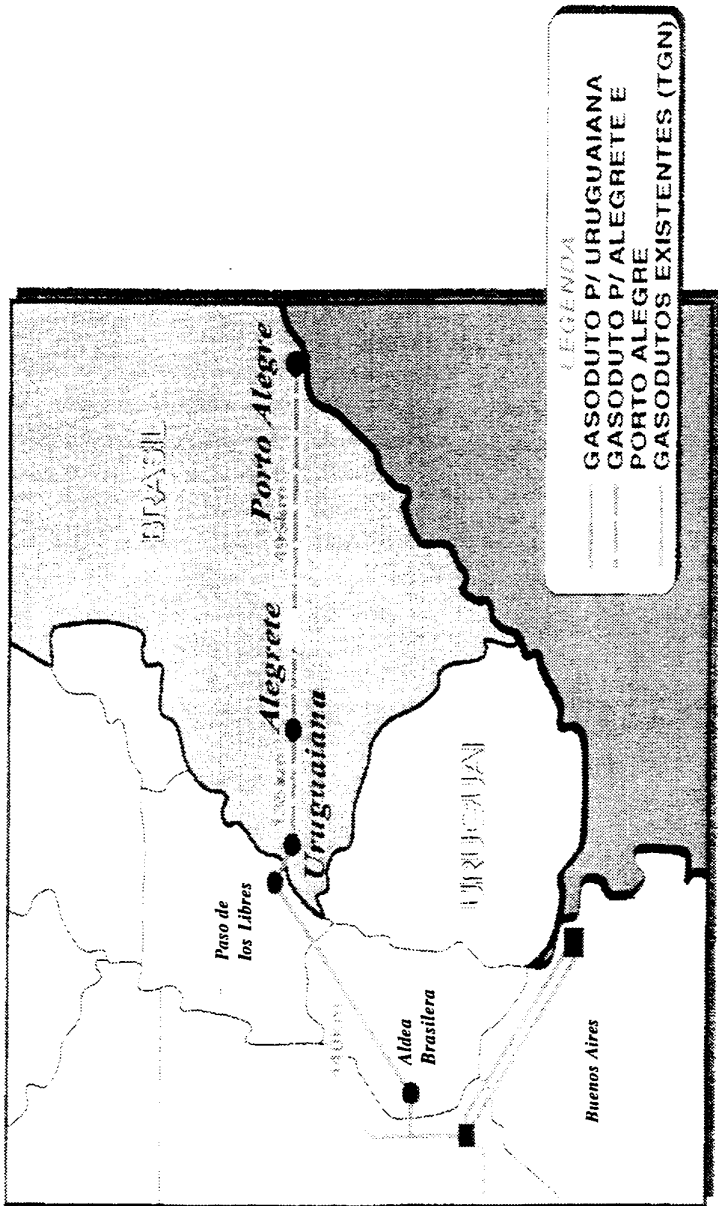 BRASIL
Porto Alegre
Alegrete
Uruguaiana
Paso de
los Libres
URUGUAI
Aldea
Brasilera
Buenos Aires
LEGENDA
GASODUTO P/ URUGUAIANA
GASODUTO P/ ALEGRETE E
PORTO ALEGRE
GASODUTOS EXISTENTES (TGN)